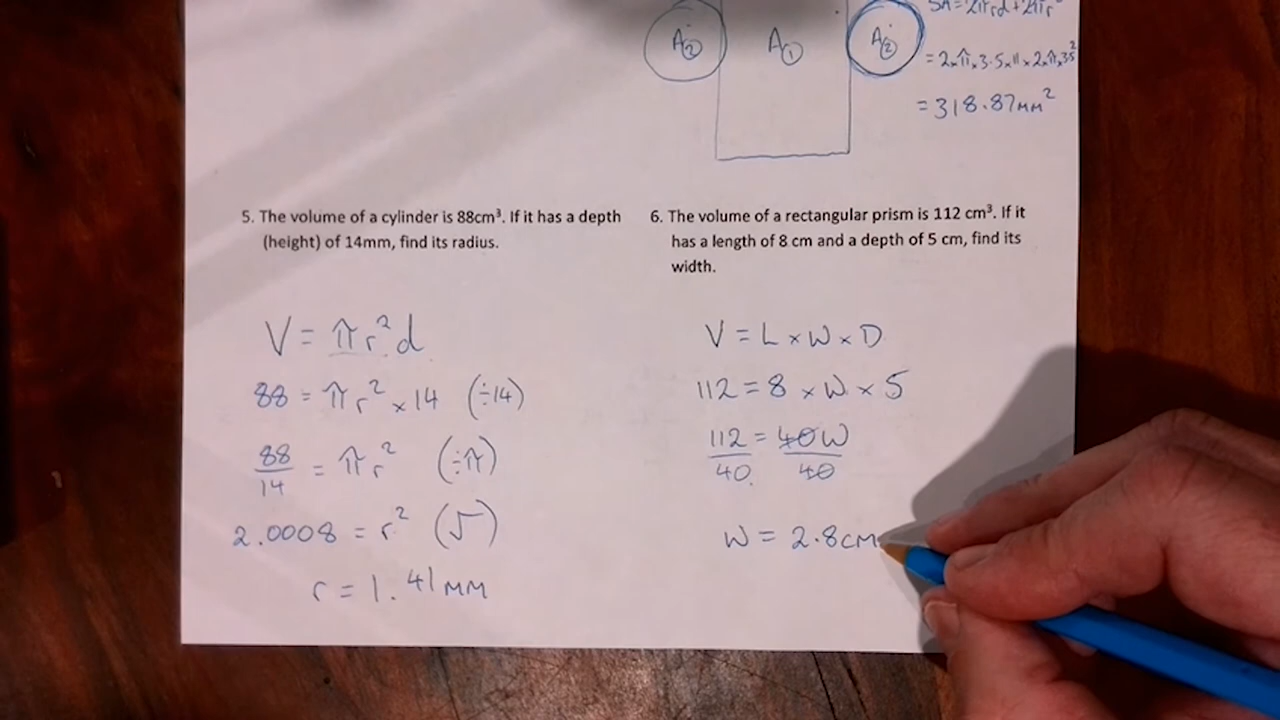 SA = 2πrd + 2πr²
A② A① A②
= 2×π×3.5×11×2×π×3.5²
= 318.87mm²
5. The volume of a cylinder is 88cm³. If it has a depth
(height) of 14mm, find its radius.
V = πr²d
88 = πr² × 14 (÷14)
88/14 = πr² (÷π)
2.0008 = r² (√)
r = 1.41mm
6. The volume of a rectangular prism is 112 cm³. If it
has a length of 8 cm and a depth of 5 cm, find its
width.
V = L × W × D
112 = 8 × W × 5
112 = 40W
40 40
W = 2.8cm